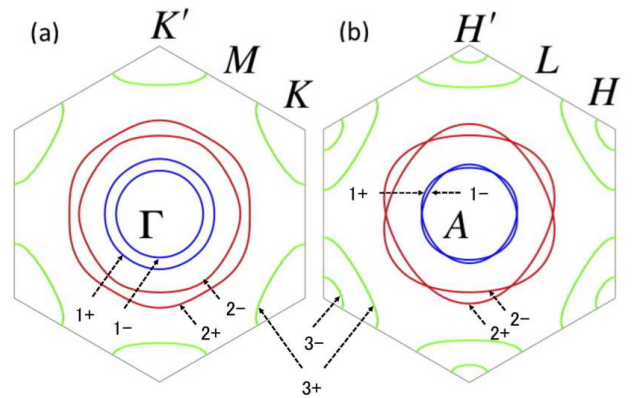 (a)
K′
M
K
Γ
1+
1−
2−
2+
(b)
H′
L
H
1+
1−
A
2−
2+
3−
3+